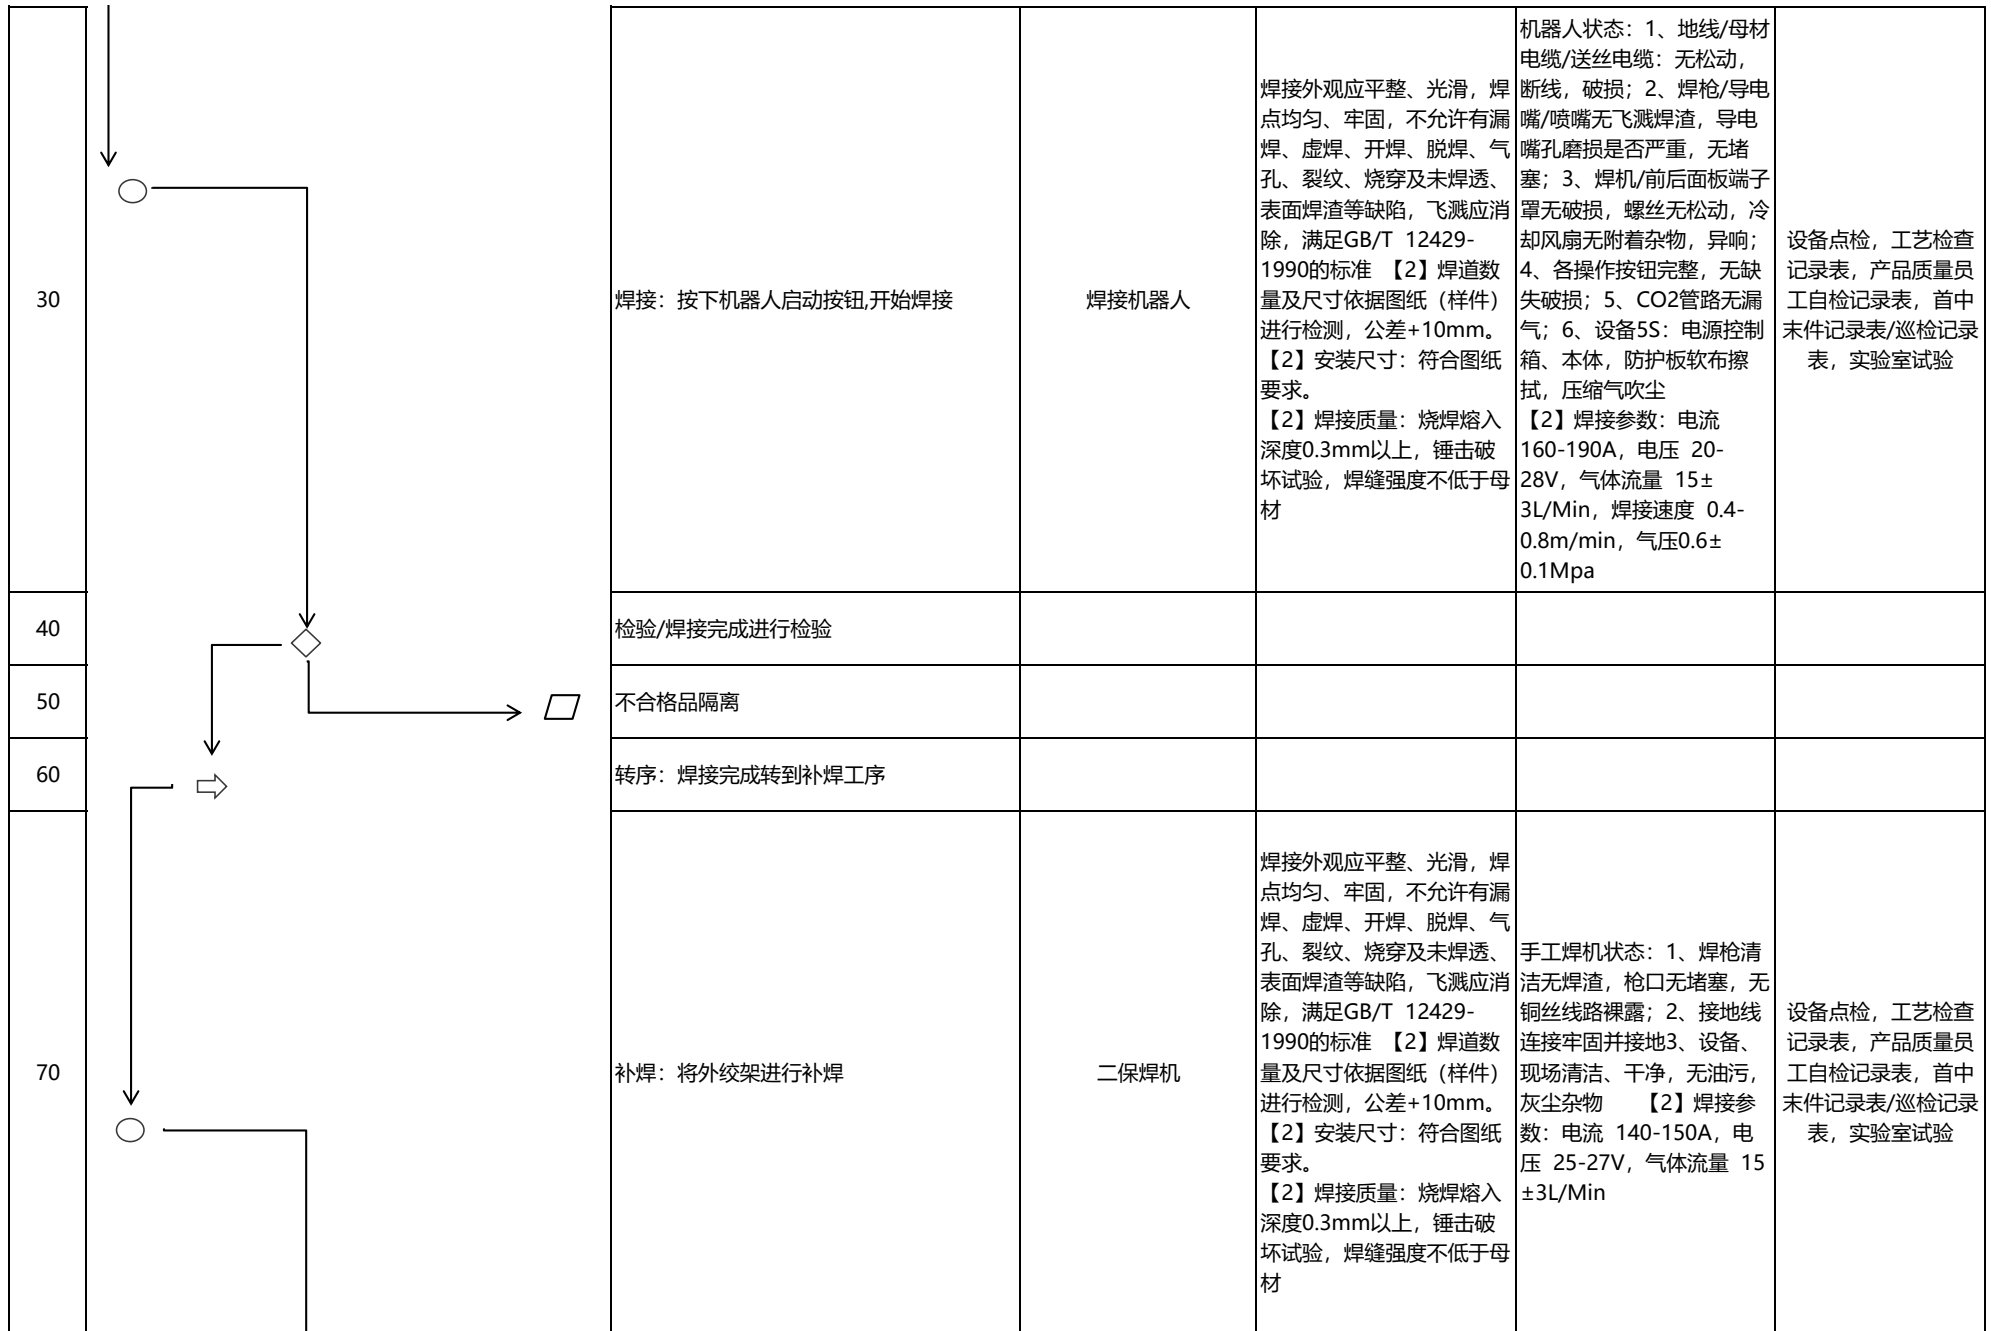 30
焊接：按下机器人启动按钮,开始焊接
焊接机器人
焊接外观应平整、光滑，焊
点均匀、牢固，不允许有漏
焊、虚焊、开焊、脱焊、气
孔、裂纹、烧穿及未焊透、
表面焊渣等缺陷，飞溅应消
除，满足GB/T 12429-
1990的标准 【2】焊道数
量及尺寸依据图纸（样件）
进行检测，公差+10mm。
【2】安装尺寸：符合图纸
要求。
【2】焊接质量：烧焊熔入
深度0.3mm以上，锤击破
坏试验，焊缝强度不低于母
材
机器人状态：1、地线/母材
电缆/送丝电缆：无松动，
断线，破损；2、焊枪/导电
嘴/喷嘴无飞溅焊渣，导电
嘴孔磨损是否严重，无堵
塞；3、焊机/前后面板端子
罩无破损，螺丝无松动，冷
却风扇无附着杂物，异响；
4、各操作按钮完整，无缺
失破损；5、CO2管路无漏
气；6、设备5S：电源控制
箱、本体，防护板软布擦
拭，压缩气吹尘
【2】焊接参数：电流
160-190A，电压 20-
28V，气体流量 15±
3L/Min，焊接速度 0.4-
0.8m/min，气压0.6±
0.1Mpa
设备点检，工艺检查
记录表，产品质量员
工自检记录表，首中
末件记录表/巡检记录
表，实验室试验
40
检验/焊接完成进行检验
50
不合格品隔离
60
转序：焊接完成转到补焊工序
70
补焊：将外绞架进行补焊
二保焊机
焊接外观应平整、光滑，焊
点均匀、牢固，不允许有漏
焊、虚焊、开焊、脱焊、气
孔、裂纹、烧穿及未焊透、
表面焊渣等缺陷，飞溅应消
除，满足GB/T 12429-
1990的标准 【2】焊道数
量及尺寸依据图纸（样件）
进行检测，公差+10mm。
【2】安装尺寸：符合图纸
要求。
【2】焊接质量：烧焊熔入
深度0.3mm以上，锤击破
坏试验，焊缝强度不低于母
材
手工焊机状态：1、焊枪清
洁无焊渣，枪口无堵塞，无
铜丝线路裸露；2、接地线
连接牢固并接地3、设备、
现场清洁、干净，无油污，
灰尘杂物 【2】焊接参
数：电流 140-150A，电
压 25-27V，气体流量 15
±3L/Min
设备点检，工艺检查
记录表，产品质量员
工自检记录表，首中
末件记录表/巡检记录
表，实验室试验